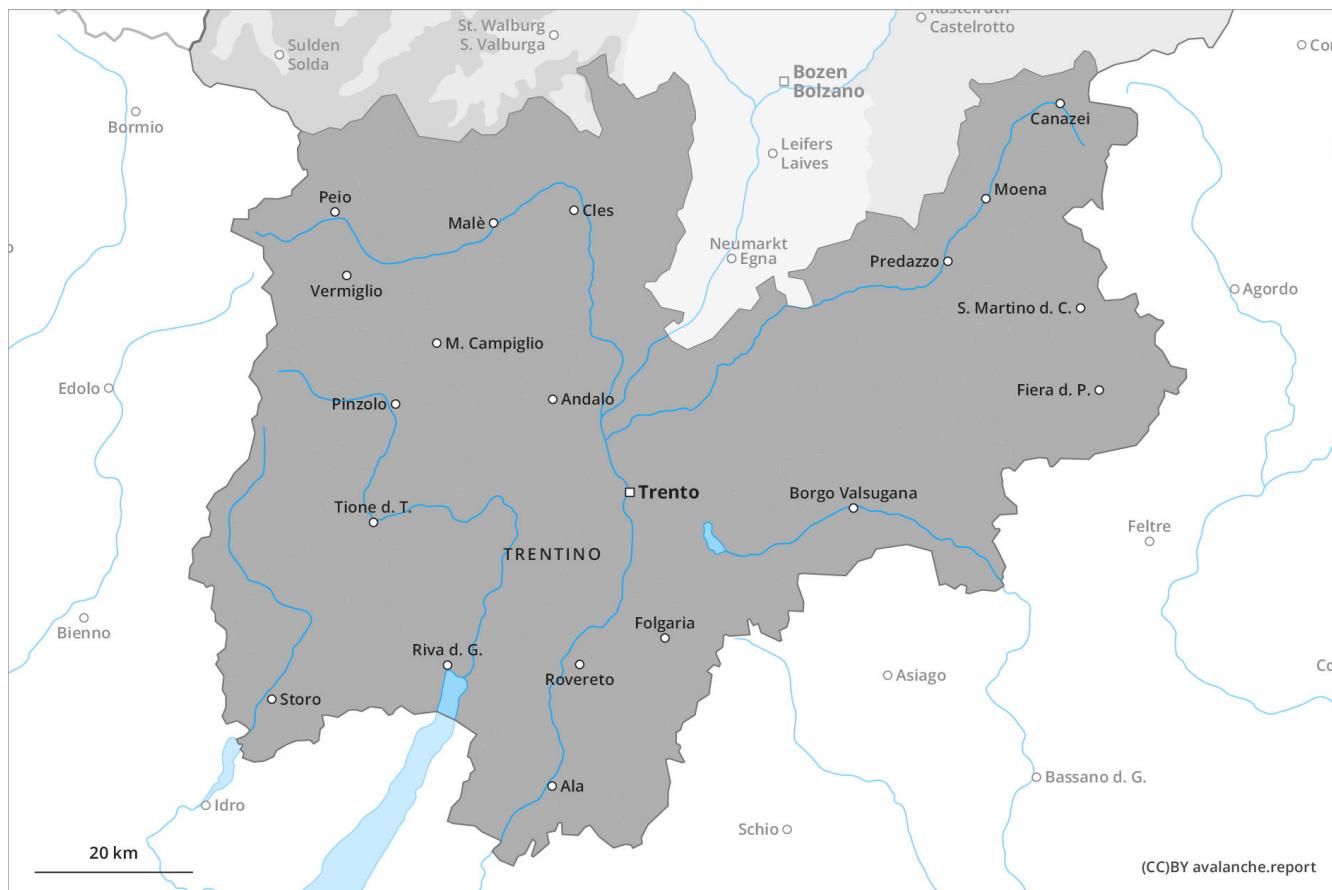 Kastelruth
Castelrotto
St. Walburg
S. Valburga
Sulden
Solda
Bozen
Bolzano
Bormio
Canazei
Leifers
Laives
Peio
Moena
Malè
Cles
Neumarkt
Egna
Predazzo
Vermiglio
Agordo
S. Martino d. C.
M. Campiglio
Edolo
Fiera d. P.
Pinzolo
Andalo
Trento
Borgo Valsugana
Tione d. T.
Feltre
TRENTINO
Bienno
Folgaria
Riva d. G.
Rovereto
Asiago
Storo
Bassano d. G.
Ala
Idro
Schio
20 km
(CC)BY avalanche.report